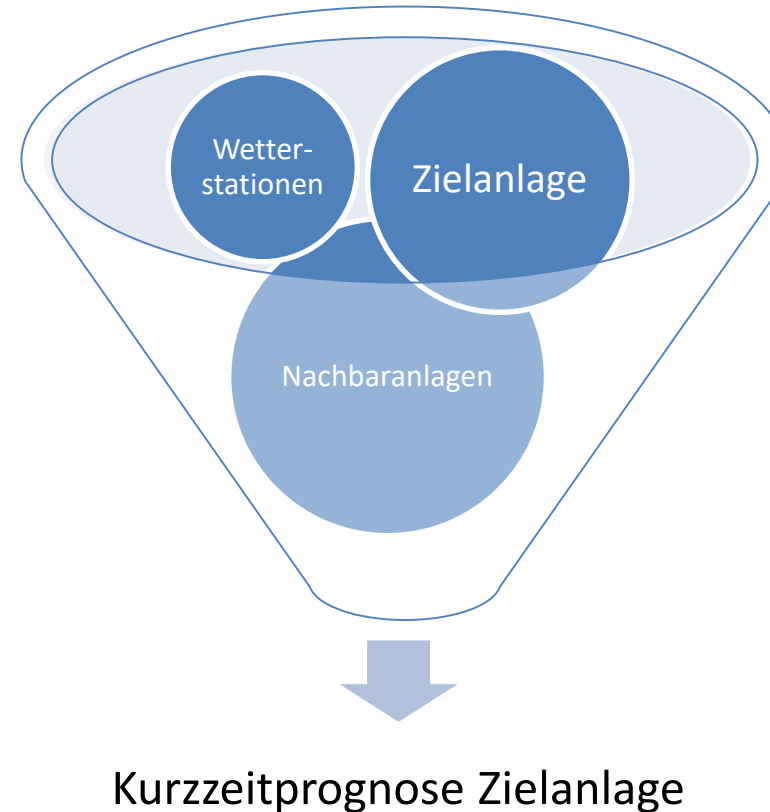 Wetter-
stationen
Zielanlage
Nachbaranlagen
Kurzzeitprognose Zielanlage